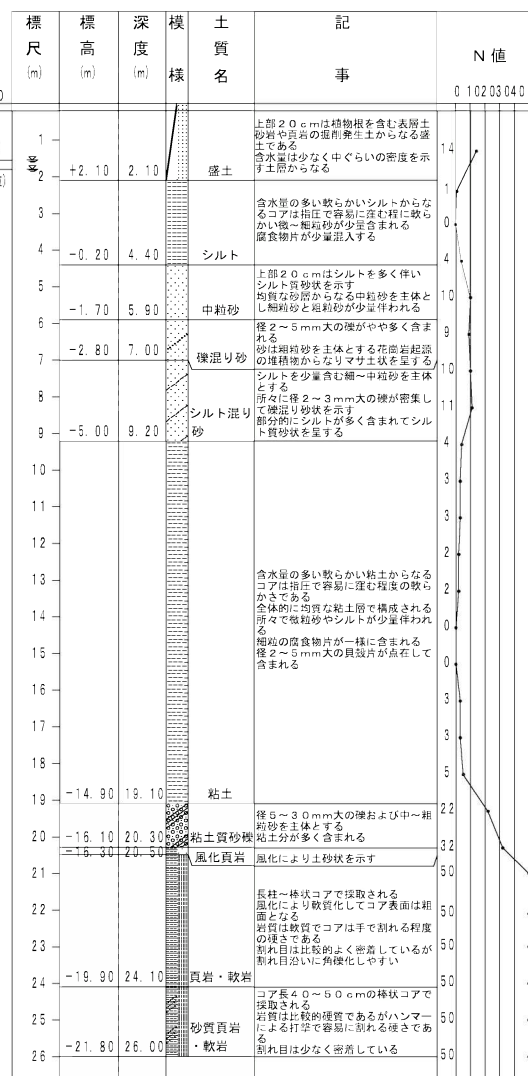 標尺 (m)
標高 (m)
深度 (m)
模様
土質名
記事
N 値
0 10 20 30 40
1
2
3
4
5
6
7
8
9
10
11
12
13
14
15
16
17
18
19
20
21
22
23
24
25
26
+2.10 2.10 盛土
上部20cmは植物根を含む表層土
砂岩や頁岩の掘削発生土からなる盛
土である
含水量は少なく中ぐらいの密度を示
す土層からなる
-0.20 4.40 シルト
含水量の多い軟らかいシルトからな
るコアは指圧で容易に窪む程に軟ら
かい微~細粒砂が少量含まれる
腐食物片が少量混入する
-1.70 5.90 中粒砂
上部20cmはシルトを多く伴い
シルト質砂状を示す
均質な砂層からなる中粒砂を主体と
し細粒砂と粗粒砂が少量伴われる
-2.80 7.00 礫混り砂
径2~5mm大の礫がやや多く含ま
れる
砂は粗粒砂を主体とする花崗岩起源
の堆積物からなりマサ土状を呈する
-5.00 9.20 シルト混り
砂
シルトを少量含む細~中粒砂を主体
とする
所々に径2~3mm大の礫が密集し
て礫混り砂状を示す
部分的にシルトが多く含まれてシル
ト質砂状を呈する
-14.90 19.10 粘土
含水量の多い軟らかい粘土からなる
コアは指圧で容易に窪む程度の軟ら
かさである
全体的に均質な粘土層で構成される
所々で微粒砂やシルトが少量伴われ
る
細粒の腐食物片が一様に含まれる
径2~5mm大の貝殻片が点在して
含まれる
-16.10 20.30 粘土質砂礫
径5~30mm大の礫および中~粗
粒砂を主体とする
粘土分が多く含まれる
-16.30 20.50 風化頁岩
風化により土砂状を示す
-19.90 24.10 頁岩・軟岩
長柱~棒状コアで採取される
風化により軟質化してコア表面は粗
面となる
岩質は軟質でコアは手で割れる程度
の硬さである
割れ目は比較的よく密着しているが
割れ目沿いに角礫化しやすい
-21.80 26.00 砂質頁岩
・軟岩
コア長40~50cmの棒状コアで
採取される
岩質は比較的硬質であるがハンマー
による打撃で容易に割れる硬さであ
る
割れ目は少なく密着している
14
1
0
4
10
9
10
11
4
3
3
2
2
0
0
3
3
5
22
32
50
50
50
50
50
50